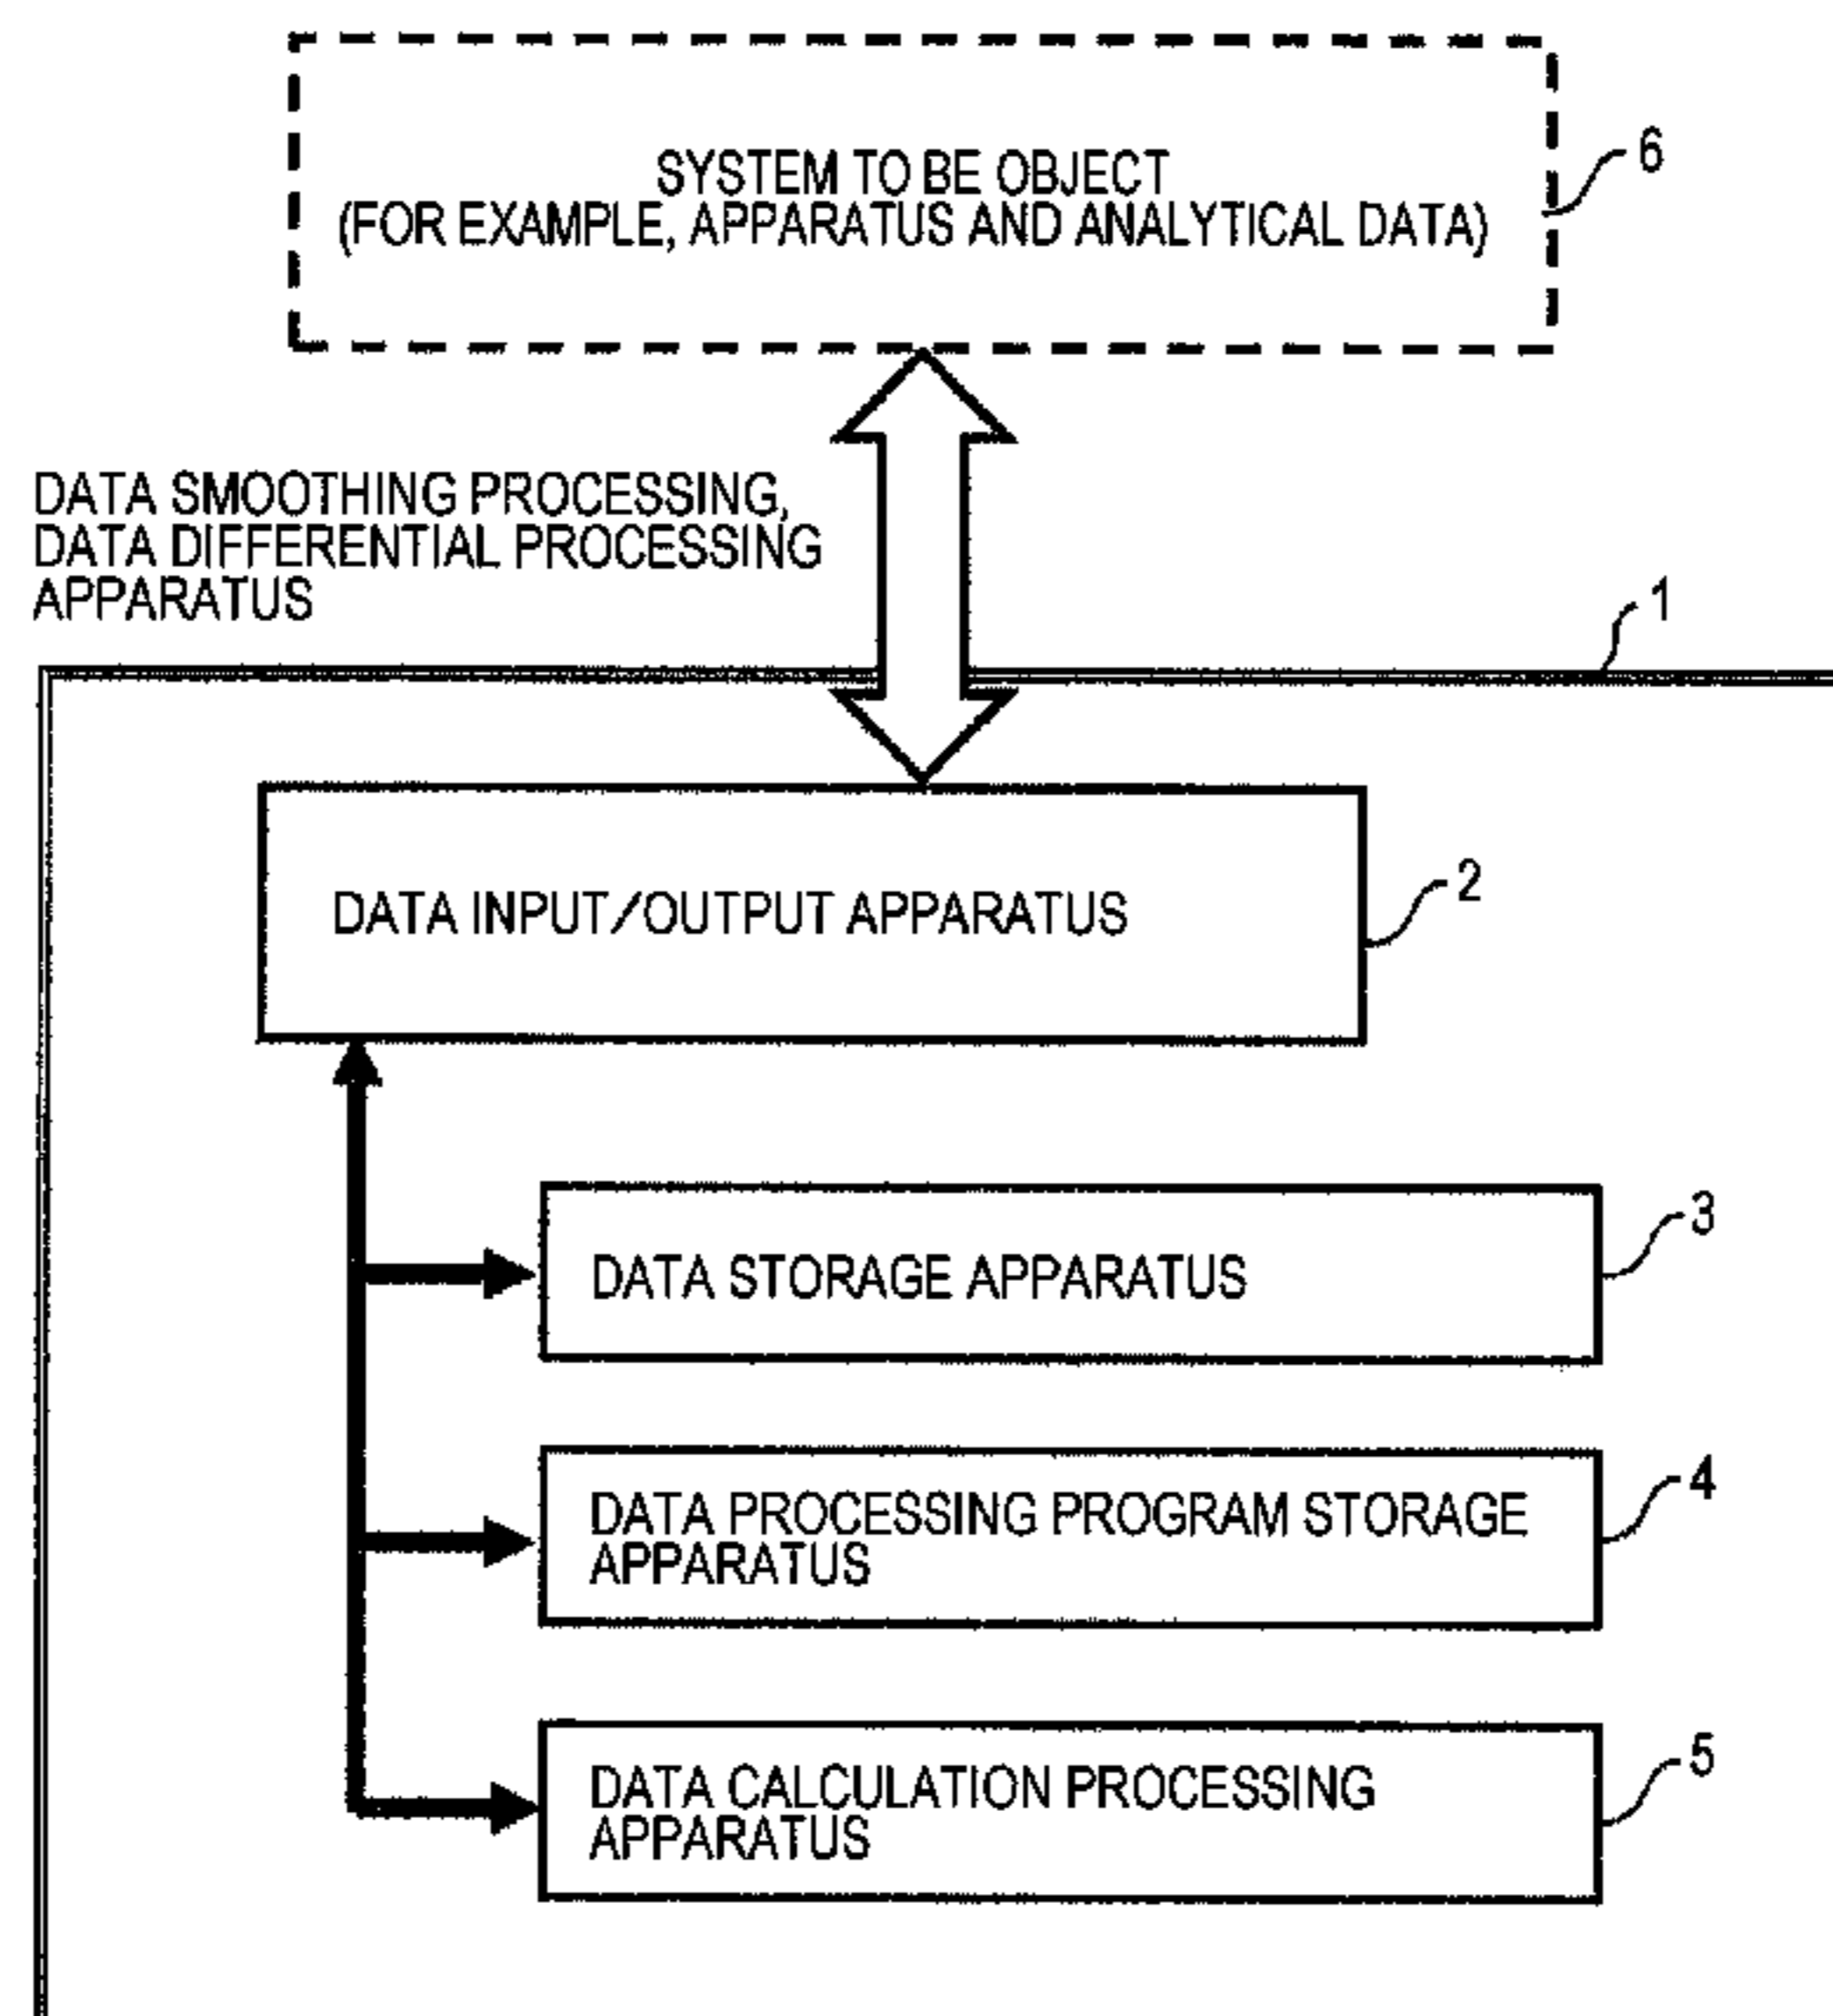 SYSTEM TO BE OBJECT
(FOR EXAMPLE, APPARATUS AND ANALYTICAL DATA)
6
DATA SMOOTHING PROCESSING,
DATA DIFFERENTIAL PROCESSING
APPARATUS
1
DATA INPUT/OUTPUT APPARATUS
2
DATA STORAGE APPARATUS
3
DATA PROCESSING PROGRAM STORAGE
APPARATUS
4
DATA CALCULATION PROCESSING
APPARATUS
5